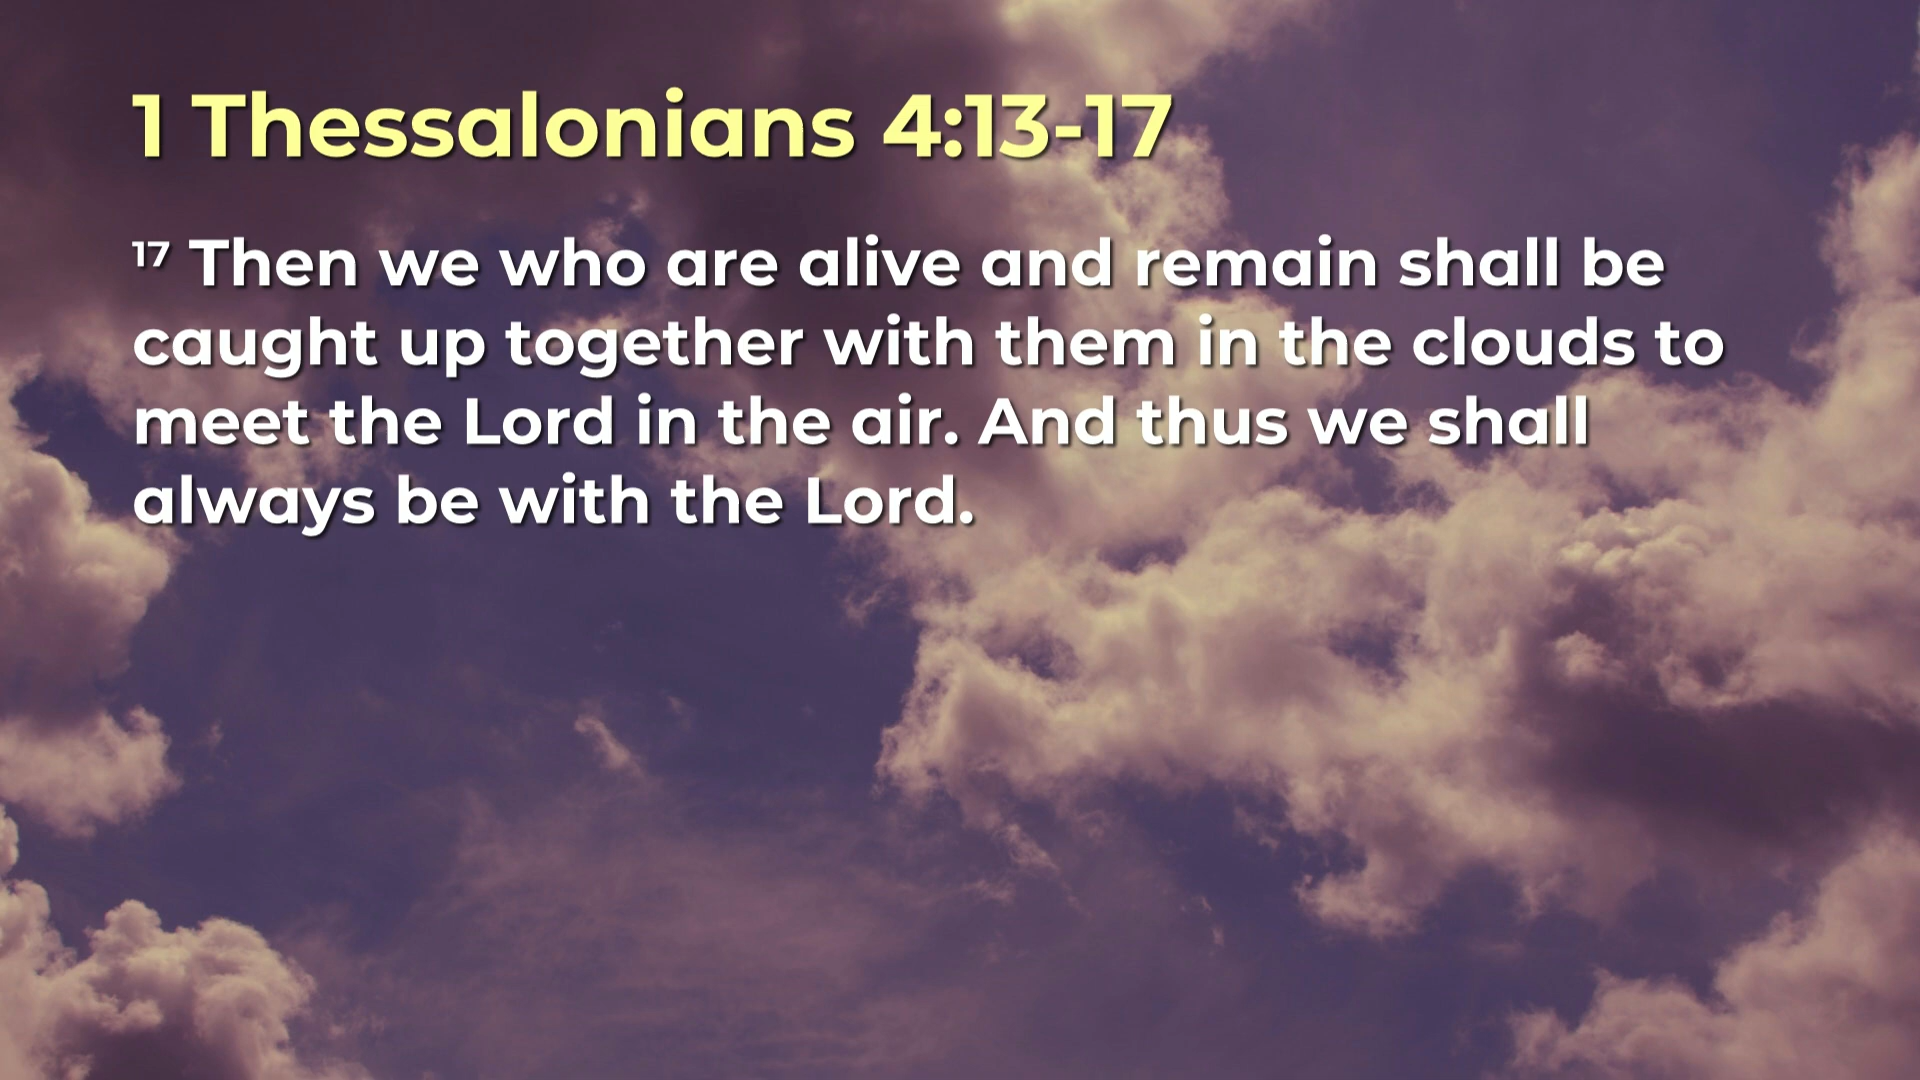 1 Thessalonians 4:13-17
17 Then we who are alive and remain shall be
caught up together with them in the clouds to
meet the Lord in the air. And thus we shall
always be with the Lord.